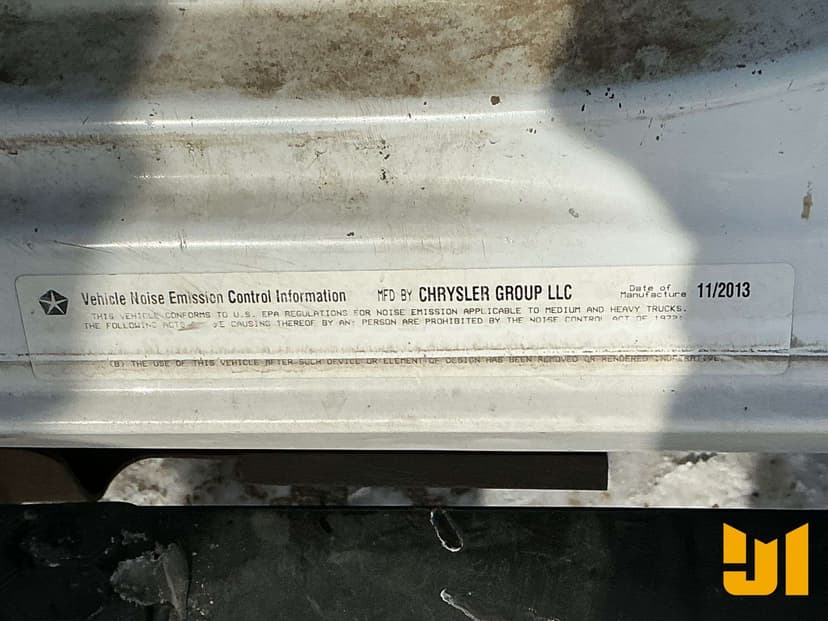 Vehicle Noise Emission Control Information MFD BY CHRYSLER GROUP LLC Date of Manufacture 11/2013
THIS VEHICLE CONFORMS TO U.S. EPA REGULATIONS FOR NOISE EMISSION APPLICABLE TO MEDIUM AND HEAVY TRUCKS.
THE FOLLOWING ACTS CAUSING THEREOF BY ANY PERSON ARE PROHIBITED BY THE NOISE CONTROL ACT OF 1972:
(B) THE USE OF THIS VEHICLE AFTER SUCH DEVICE OR ELEMENT OF DESIGN HAS BEEN REMOVED OR RENDERED INOPERATIVE.